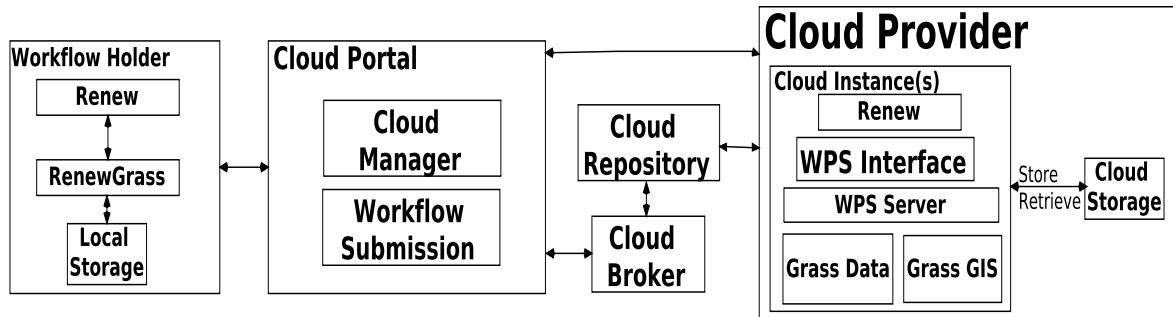 Workflow Holder
Renew
RenewGrass
Local
Storage
Cloud Portal
Cloud
Manager
Workflow
Submission
Cloud
Repository
Cloud
Broker
Cloud Provider
Cloud Instance(s)
Renew
WPS Interface
WPS Server
Grass Data
Grass GIS
Store
Retrieve
Cloud
Storage